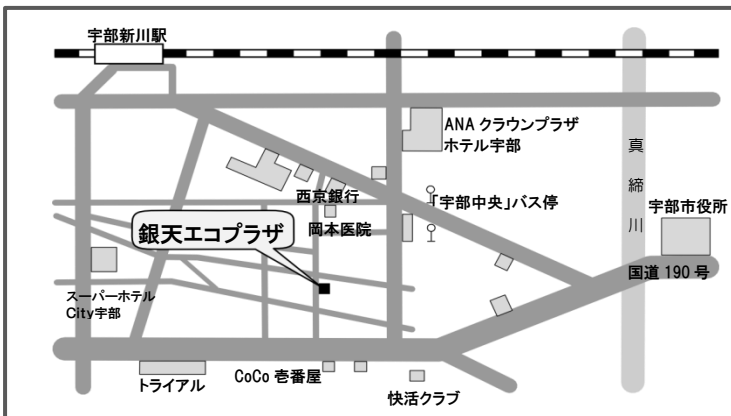 宇部新川駅
ANA クラウンプラザ
ホテル宇部
真締川
西京銀行
「宇部中央」バス停
宇部市役所
岡本医院
銀天エコプラザ
国道 190 号
スーパーホテル
City宇部
トライアル
CoCo 壱番屋
快活クラブ